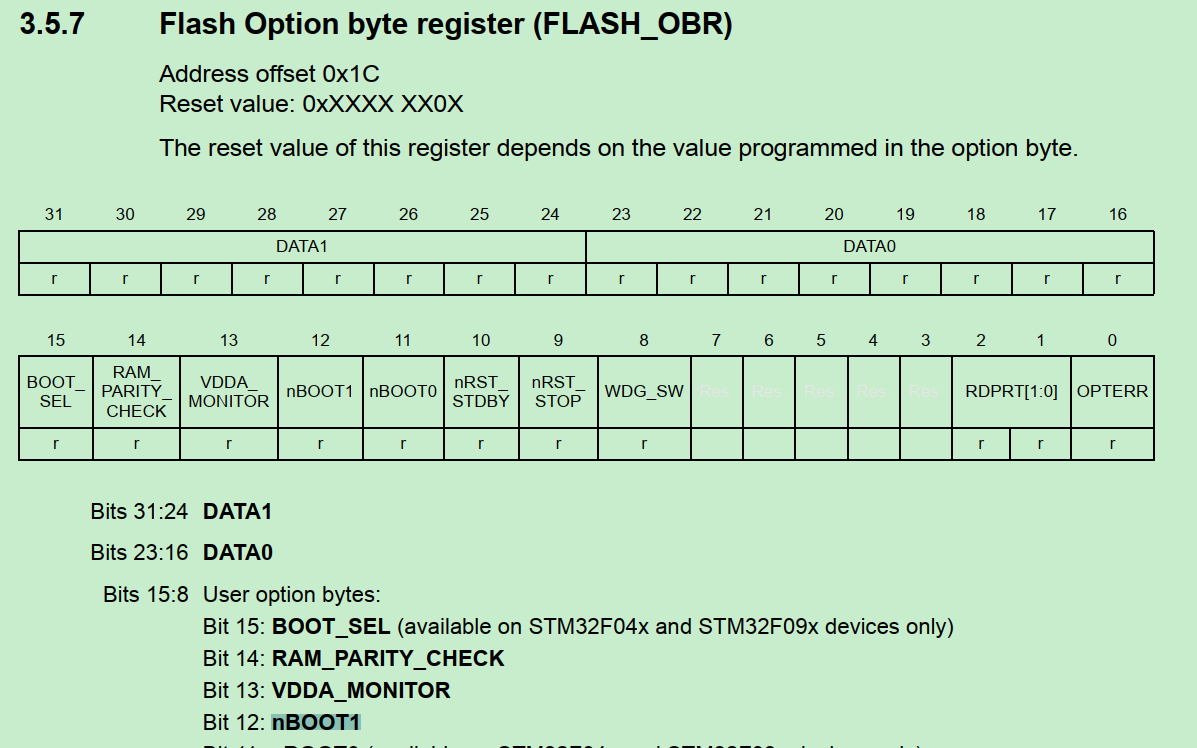 3.5.7 Flash Option byte register (FLASH_OBR)
Address offset 0x1C
Reset value: 0xXXXX XX0X
The reset value of this register depends on the value programmed in the option byte.
31 30 29 28 27 26 25 24 23 22 21 20 19 18 17 16
DATA1 DATA0
r r r r r r r r r r r r r r r r
15 14 13 12 11 10 9 8 7 6 5 4 3 2 1 0
BOOT_
SEL
RAM_
PARITY_
CHECK
VDDA_
MONITOR
nBOOT1
nBOOT0
nRST_
STDBY
nRST_
STOP
WDG_SW
Res Res Res Res Res
RDPRT[1:0]
OPTERR
r r r r r r r r r r r
Bits 31:24 DATA1
Bits 23:16 DATA0
Bits 15:8 User option bytes:
Bit 15: BOOT_SEL (available on STM32F04x and STM32F09x devices only)
Bit 14: RAM_PARITY_CHECK
Bit 13: VDDA_MONITOR
Bit 12: nBOOT1